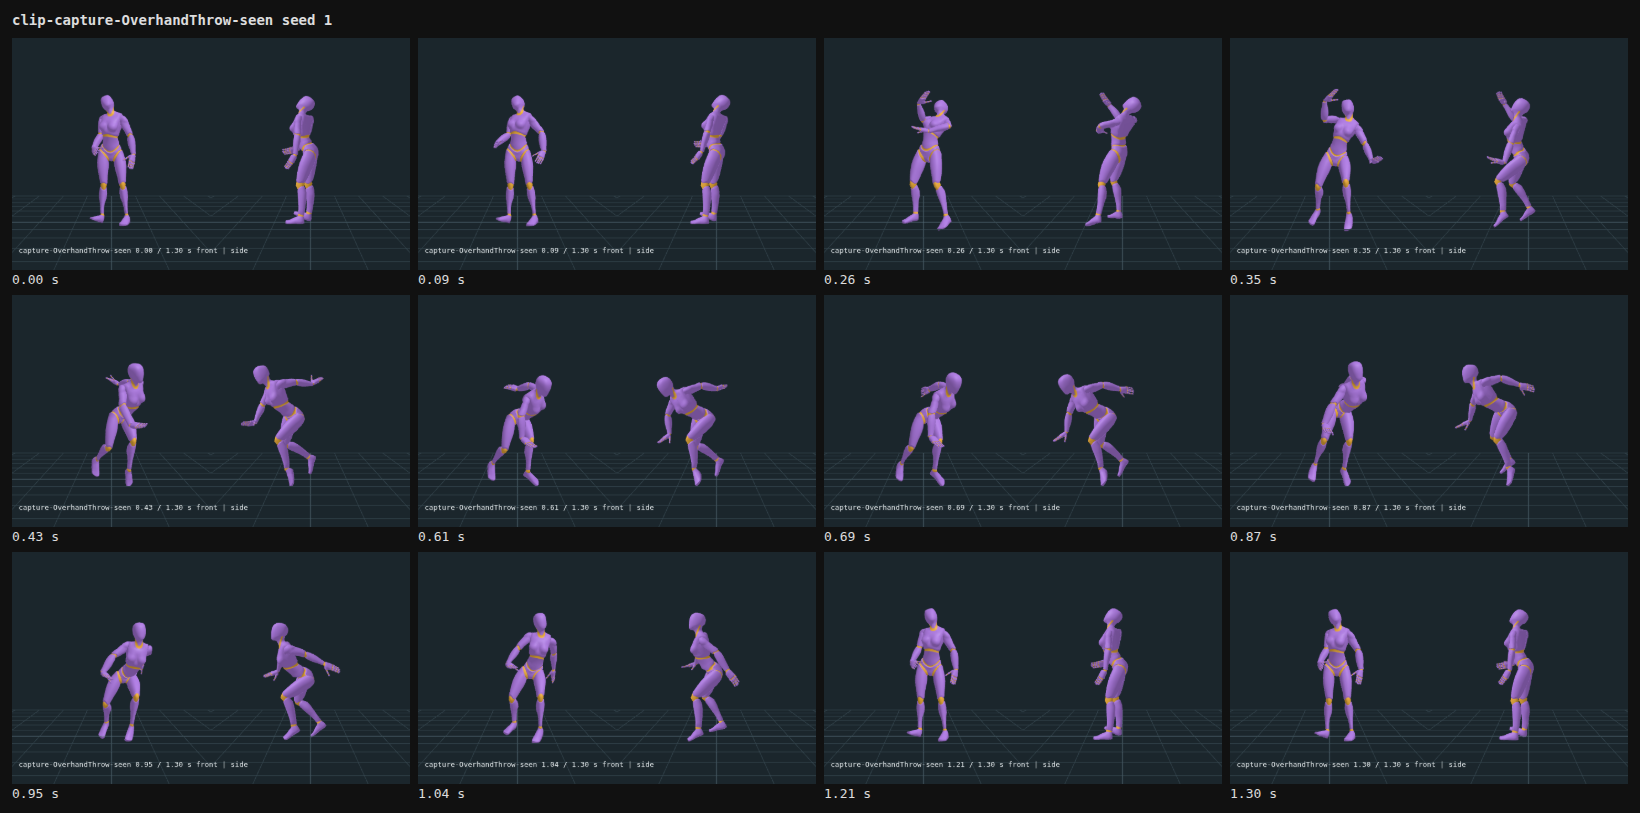 clip-capture-OverhandThrow-seen seed 1
capture-OverhandThrow-seen 0.00 / 1.30 s front | side
capture-OverhandThrow-seen 0.09 / 1.30 s front | side
capture-OverhandThrow-seen 0.26 / 1.30 s front | side
capture-OverhandThrow-seen 0.35 / 1.30 s front | side
0.00 s
0.09 s
0.26 s
0.35 s
capture-OverhandThrow-seen 0.43 / 1.30 s front | side
capture-OverhandThrow-seen 0.61 / 1.30 s front | side
capture-OverhandThrow-seen 0.69 / 1.30 s front | side
capture-OverhandThrow-seen 0.87 / 1.30 s front | side
0.43 s
0.61 s
0.69 s
0.87 s
capture-OverhandThrow-seen 0.95 / 1.30 s front | side
capture-OverhandThrow-seen 1.04 / 1.30 s front | side
capture-OverhandThrow-seen 1.21 / 1.30 s front | side
capture-OverhandThrow-seen 1.30 / 1.30 s front | side
0.95 s
1.04 s
1.21 s
1.30 s